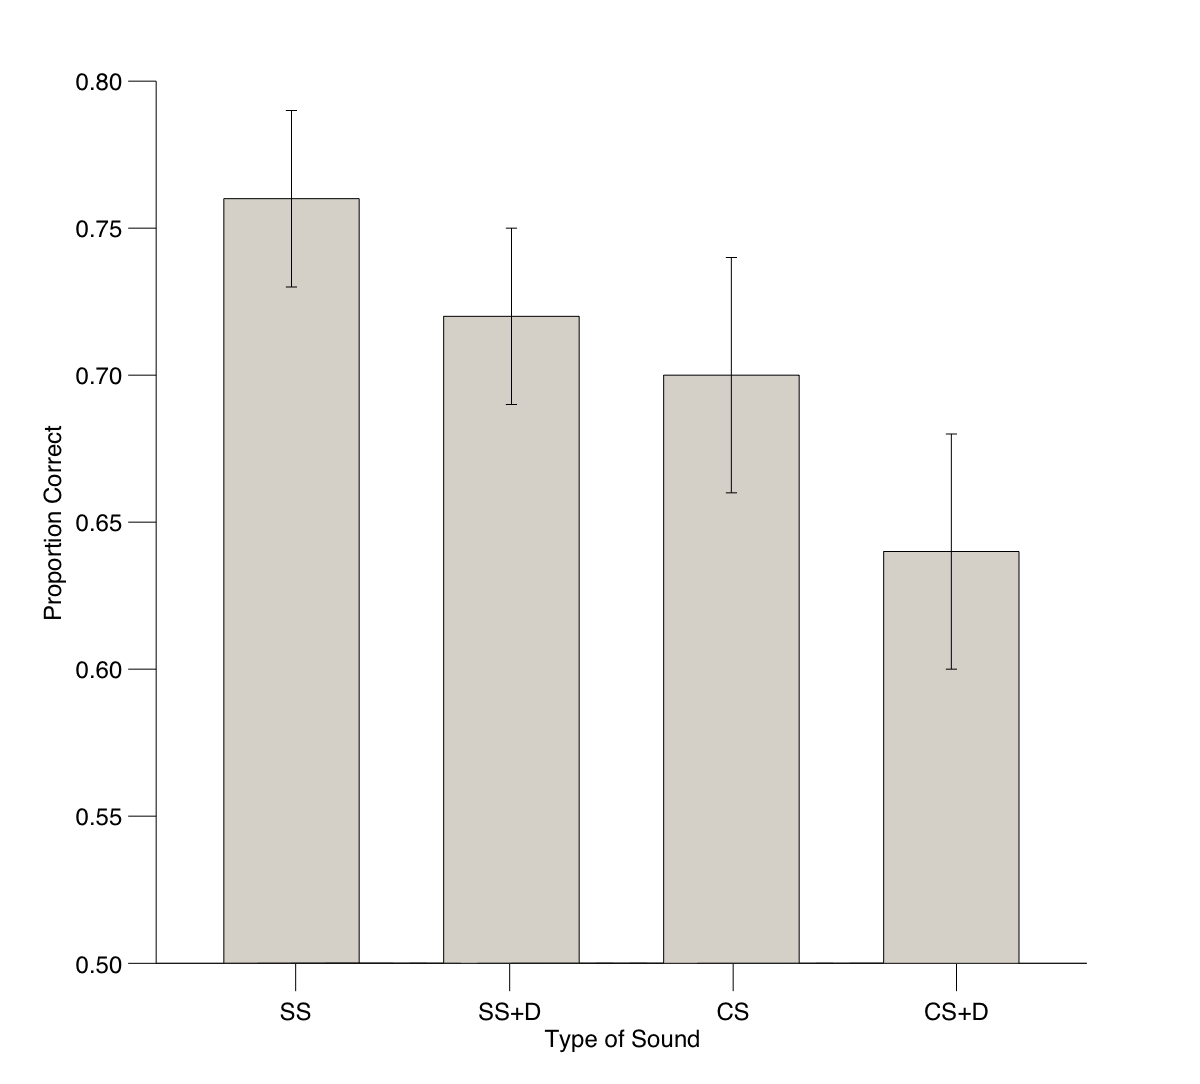 0.80
0.75
0.70
0.65
0.60
0.55
0.50
Proportion Correct
SS
SS+D
CS
CS+D
Type of Sound